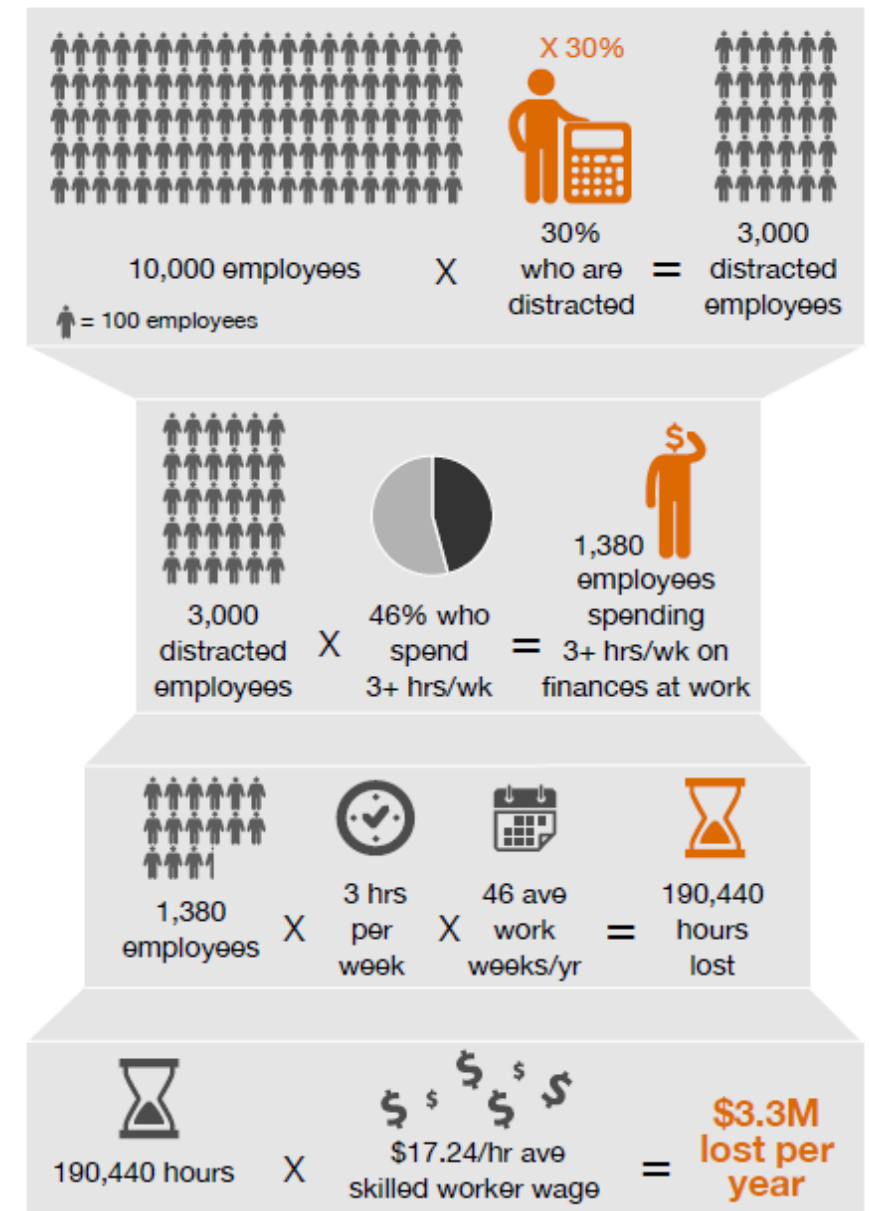 X 30%
10,000 employees
X
30%
who are
distracted
=
3,000
distracted
employees
= 100 employees
$
3,000
distracted
employees
X
46% who
spend
3+ hrs/wk
=
1,380
employees
spending
3+ hrs/wk on
finances at work
1,380
employees
X
3 hrs
per
week
X
46 ave
work
weeks/yr
=
190,440
hours
lost
$ $ $ $ $ $
190,440 hours
X
$17.24/hr ave
skilled worker wage
=
$3.3M
lost per
year